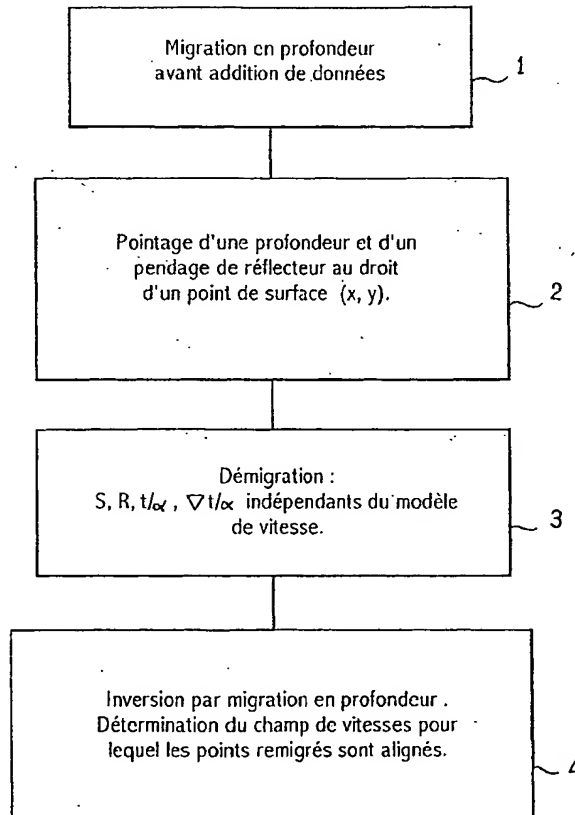 Migration en profondeur
avant addition de données
1
Pointage d'une profondeur et d'un
pendage de réflecteur au droit
d'un point de surface (x, y).
2
Démigration :
S, R, t/α, ∇t/α indépendants du modèle
de vitesse.
3
Inversion par migration en profondeur.
Détermination du champ de vitesses pour
lequel les points remigrés sont alignés.
4